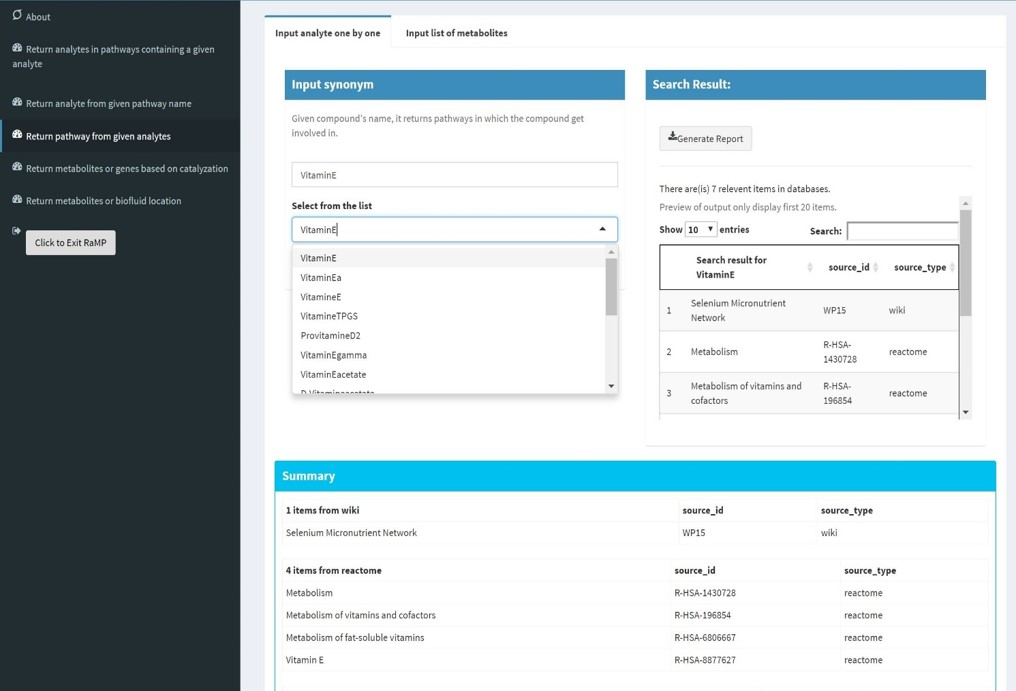 About
Return analytes in pathways containing a given
analyte
Return analyte from given pathway name
Return pathway from given analytes
Return metabolites or genes based on catalyzation
Return metabolites or biofluid location
Click to Exit RaMP
Input analyte one by one
Input list of metabolites
Input synonym
Given compound's name, it returns pathways in which the compound get
involved in.
VitaminE
Select from the list
VitaminE
VitaminE
VitaminEa
VitamineE
VitamineTPGS
ProvitamineD2
VitaminEgamma
VitaminEacetate
Search Result:
Generate Report
There are(is) 7 relevent items in databases.
Preview of output only display first 20 items.
Show 10 entries
Search:
Search result for
VitaminE
source_id
source_type
1 Selenium Micronutrient
Network
WP15
wiki
2 Metabolism
R-HSA-
1430728
reactome
3 Metabolism of vitamins and
cofactors
R-HSA-
196854
reactome
Summary
1 items from wiki source_id source_type
Selenium Micronutrient Network WP15 wiki
4 items from reactome source_id source_type
Metabolism R-HSA-1430728 reactome
Metabolism of vitamins and cofactors R-HSA-196854 reactome
Metabolism of fat-soluble vitamins R-HSA-6806667 reactome
Vitamin E R-HSA-8877627 reactome